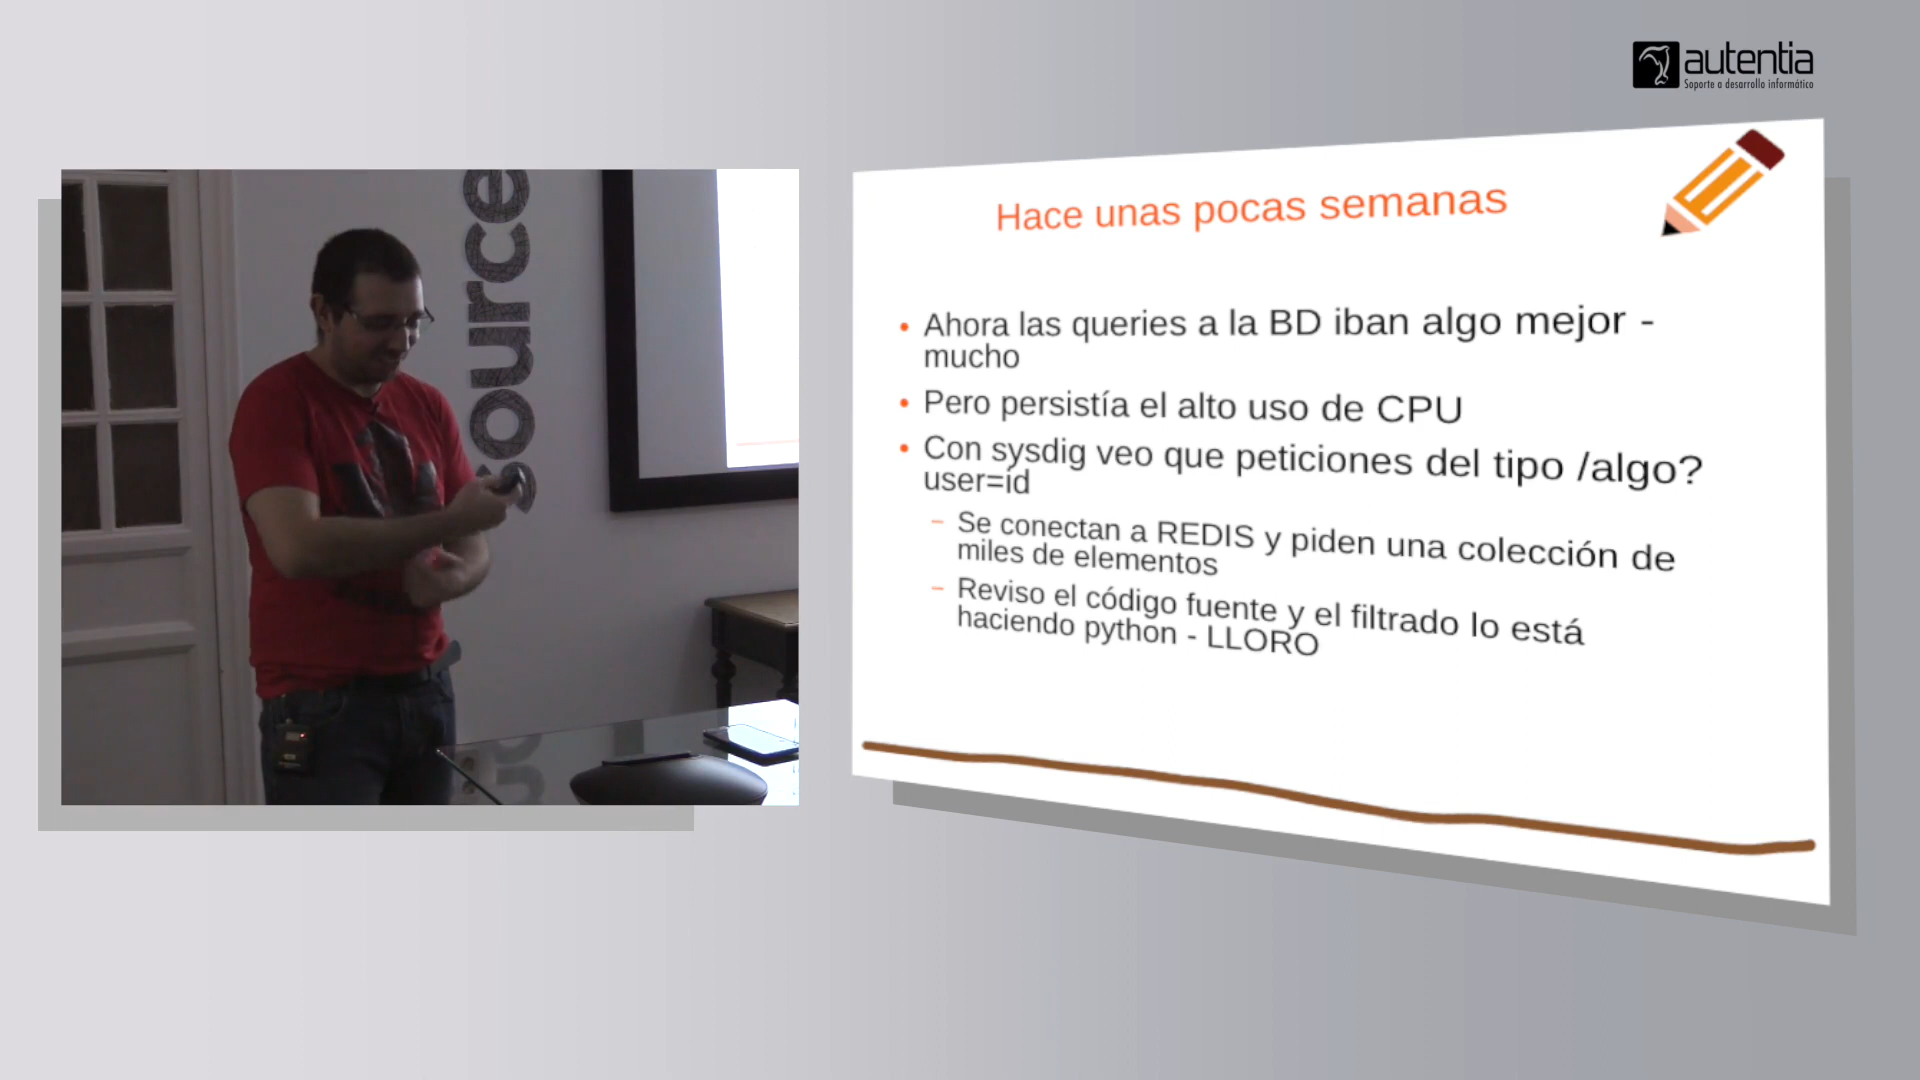 autentia
Soporte a desarrollo informático
source
Hace unas pocas semanas
• Ahora las queries a la BD iban algo mejor -
mucho
• Pero persistía el alto uso de CPU
• Con sysdig veo que peticiones del tipo /algo?
user=id
– Se conectan a REDIS y piden una colección de
miles de elementos
– Reviso el código fuente y el filtrado lo está
haciendo python - LLORO